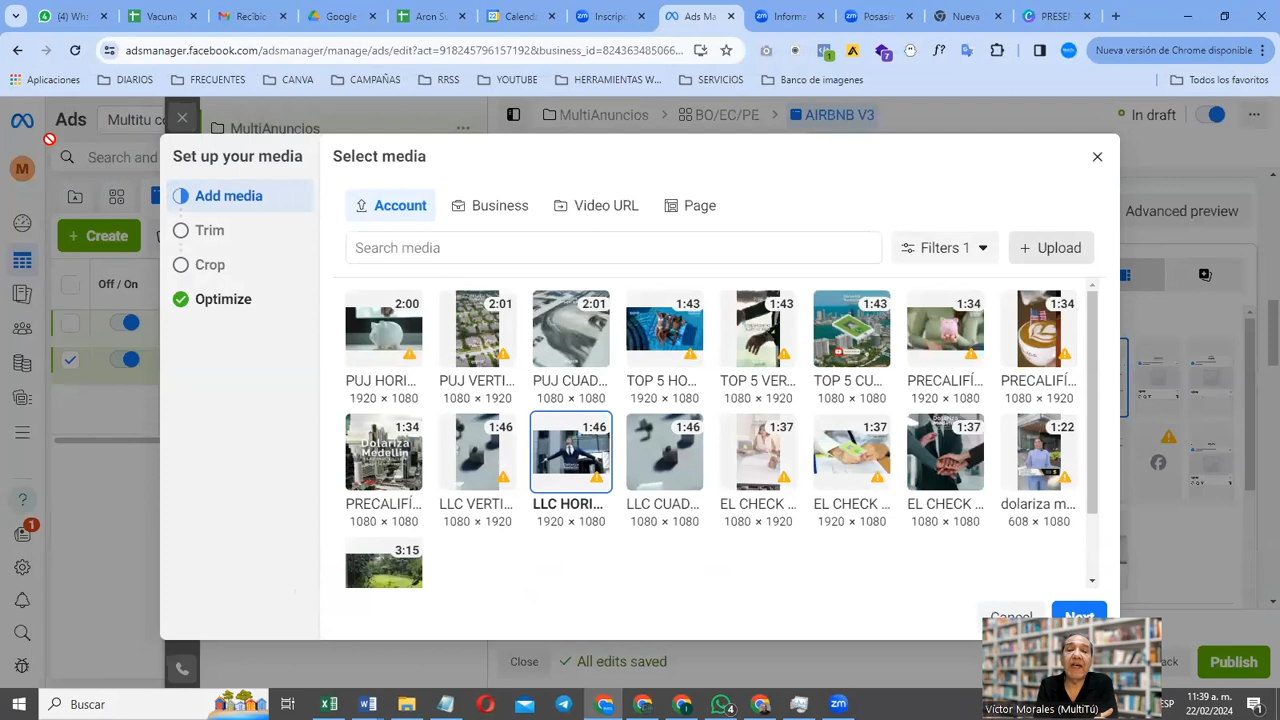 (4) Wha
Vacuna
Recibic
Google
Aron Su
Calenda
Inscripc
Ads Ma
Informa
Posasis
Nueva
PRESEN
adsmanager.facebook.com/adsmanager/manage/ads/edit?act=918245796157192&business_id=824363485066...
Nueva versión de Chrome disponible
Aplicaciones
DIARIOS
FRECUENTES
CANVA
CAMPAÑAS
RRSS
YOUTUBE
HERRAMIENTAS W...
SERVICIOS
Banco de imagenes
Todos los favoritos
Ads
Multitu co
MultiAnuncios
MultiAnuncios
BO/EC/PE
AIRBNB V3
In draft
Search and
Create
Off / On
Advanced preview
Set up your media
Add media
Trim
Crop
Optimize
Select media
Account
Business
Video URL
Page
Search media
Filters 1
Upload
2:00
2:01
2:01
1:43
1:43
1:43
1:34
1:34
PUJ HORI...
PUJ VERTI...
PUJ CUAD...
TOP 5 HO...
TOP 5 VER...
TOP 5 CU...
PRECALIFÍ...
PRECALIFÍ...
1920 × 1080
1080 × 1920
1080 × 1080
1920 × 1080
1080 × 1920
1080 × 1080
1920 × 1080
1080 × 1920
1:34
1:46
1:46
1:46
1:37
1:37
1:37
1:22
Dolariza
Medellin
PRECALIFÍ...
LLC VERTI...
LLC HORI...
LLC CUAD...
EL CHECK ...
EL CHECK ...
EL CHECK ...
dolariza m...
1080 × 1080
1080 × 1920
1920 × 1080
1080 × 1080
1080 × 1920
1920 × 1080
1080 × 1080
608 × 1080
3:15
Cancel
Next
Close
All edits saved
ack
Publish
Víctor Morales (MultiTú)
Buscar
ESP
11:39 a. m.
22/02/2024